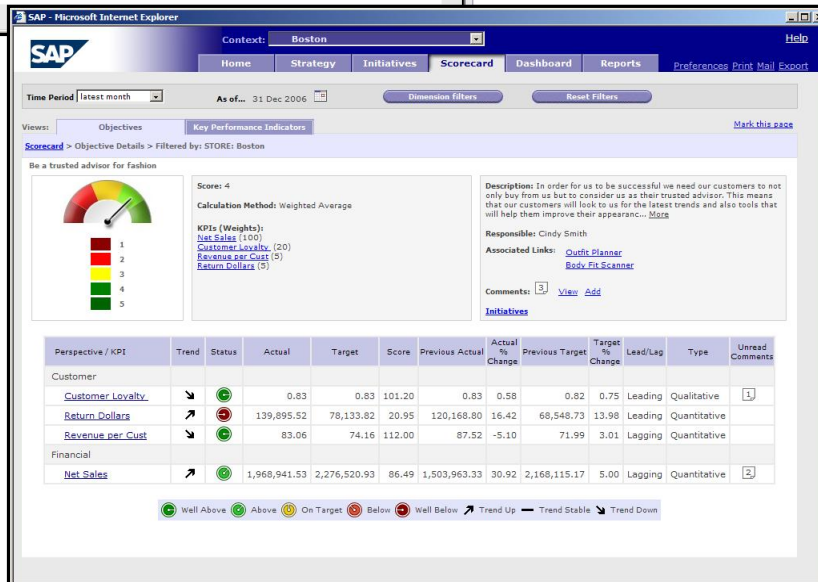 SAP - Microsoft Internet Explorer
SAP
Context: Boston
Help
Home Strategy Initiatives Scorecard Dashboard Reports
Preferences Print Mail Export
Time Period latest month As of... 31 Dec 2006 Dimension filters Reset Filters
Views: Objectives Key Performance Indicators Mark this page
Scorecard > Objective Details > Filtered by: STORE: Boston
Be a trusted advisor for fashion
1
2
3
4
5
Score: 4
Calculation Method: Weighted Average
KPIs (Weights):
Net Sales (100)
Customer Loyalty (20)
Revenue per Cust (5)
Return Dollars (5)
Description: In order for us to be successful we need our customers to not
only buy from us but to consider us as their trusted advisor. This means
that our customers will look to us for the latest trends and also tools that
will help them improve their appearanc... More
Responsible: Cindy Smith
Associated Links: Outfit Planner
Body Fit Scanner
Comments: 3 View Add
Initiatives
Perspective / KPI Trend Status Actual Target Score Previous Actual Actual % Change Previous Target Target % Change Lead/Lag Type Unread Comments
Customer
Customer Loyalty 0.83 0.83 101.20 0.83 0.58 0.82 0.75 Leading Qualitative 1
Return Dollars 139,895.52 78,133.82 20.95 120,168.80 16.42 68,548.73 13.98 Leading Quantitative
Revenue per Cust 83.06 74.16 112.00 87.52 -5.10 71.99 3.01 Lagging Quantitative
Financial
Net Sales 1,968,941.53 2,276,520.93 86.49 1,503,963.33 30.92 2,168,115.17 5.00 Lagging Quantitative 2
Well Above Above On Target Below Well Below Trend Up Trend Stable Trend Down